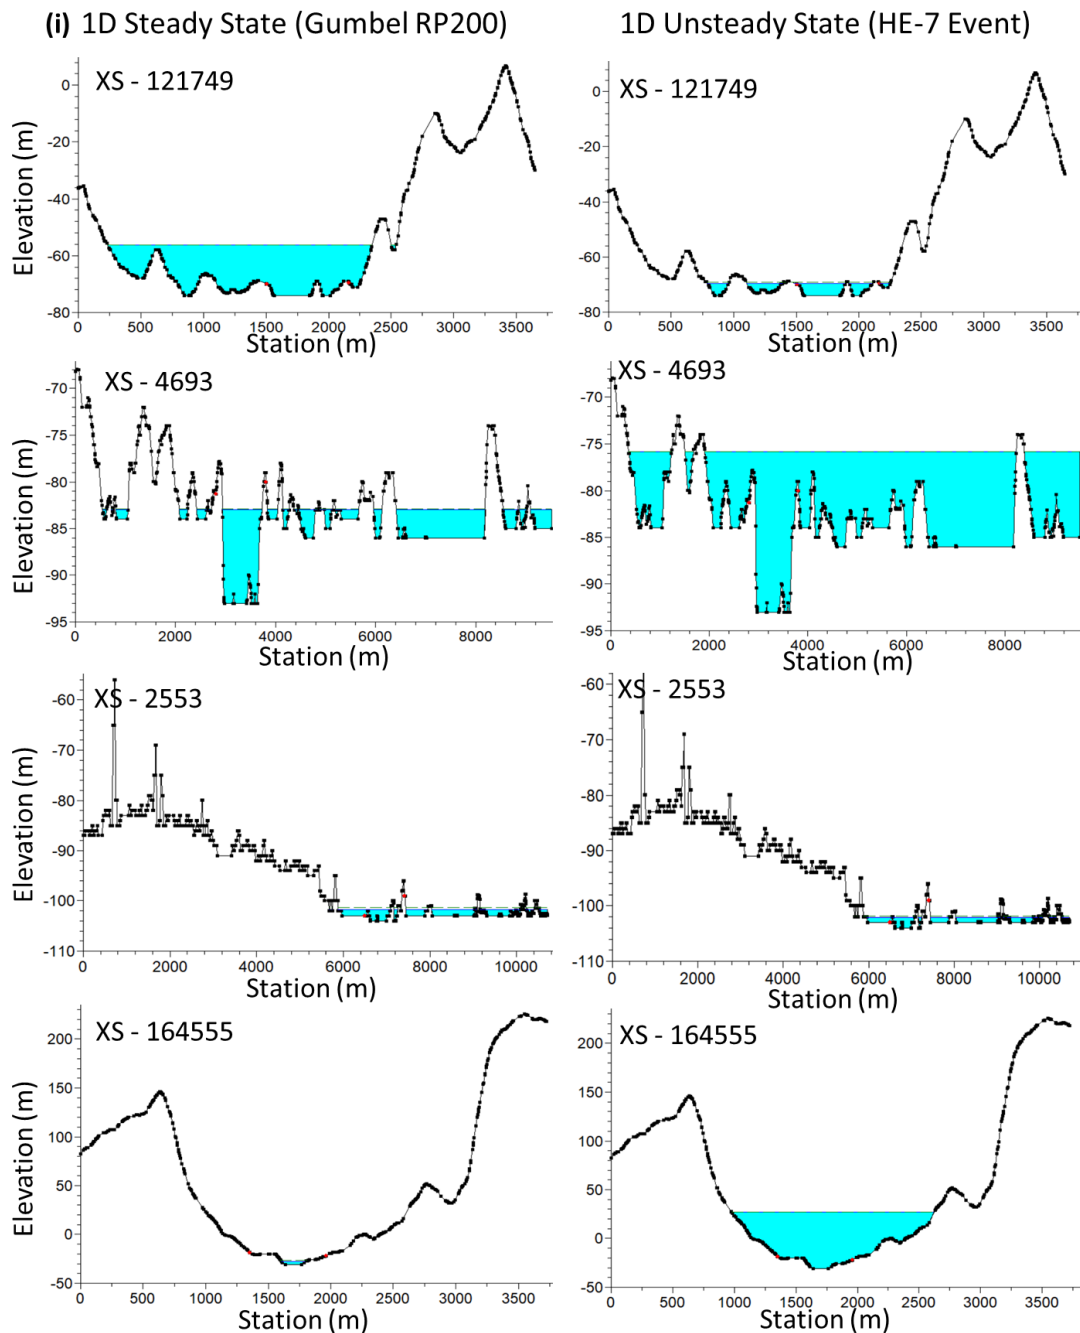 (i) 1D Steady State (Gumbel RP200)
1D Unsteady State (HE-7 Event)
XS - 121749
Elevation (m)
0
-20
-40
-60
-80
0 500 1000 1500 2000 2500 3000 3500
Station (m)
XS - 121749
0
-20
-40
-60
-80
0 500 1000 1500 2000 2500 3000 3500
Station (m)
XS - 4693
Elevation (m)
-70
-75
-80
-85
-90
-95
0 2000 4000 6000 8000
Station (m)
XS - 4693
-70
-75
-80
-85
-90
-95
0 2000 4000 6000 8000
Station (m)
XS - 2553
Elevation (m)
-60
-70
-80
-90
-100
-110
0 2000 4000 6000 8000 10000
Station (m)
XS - 2553
-60
-70
-80
-90
-100
-110
0 2000 4000 6000 8000 10000
Station (m)
XS - 164555
Elevation (m)
200
150
100
50
0
-50
0 500 1000 1500 2000 2500 3000 3500
Station (m)
XS - 164555
200
150
100
50
0
-50
0 500 1000 1500 2000 2500 3000 3500
Station (m)